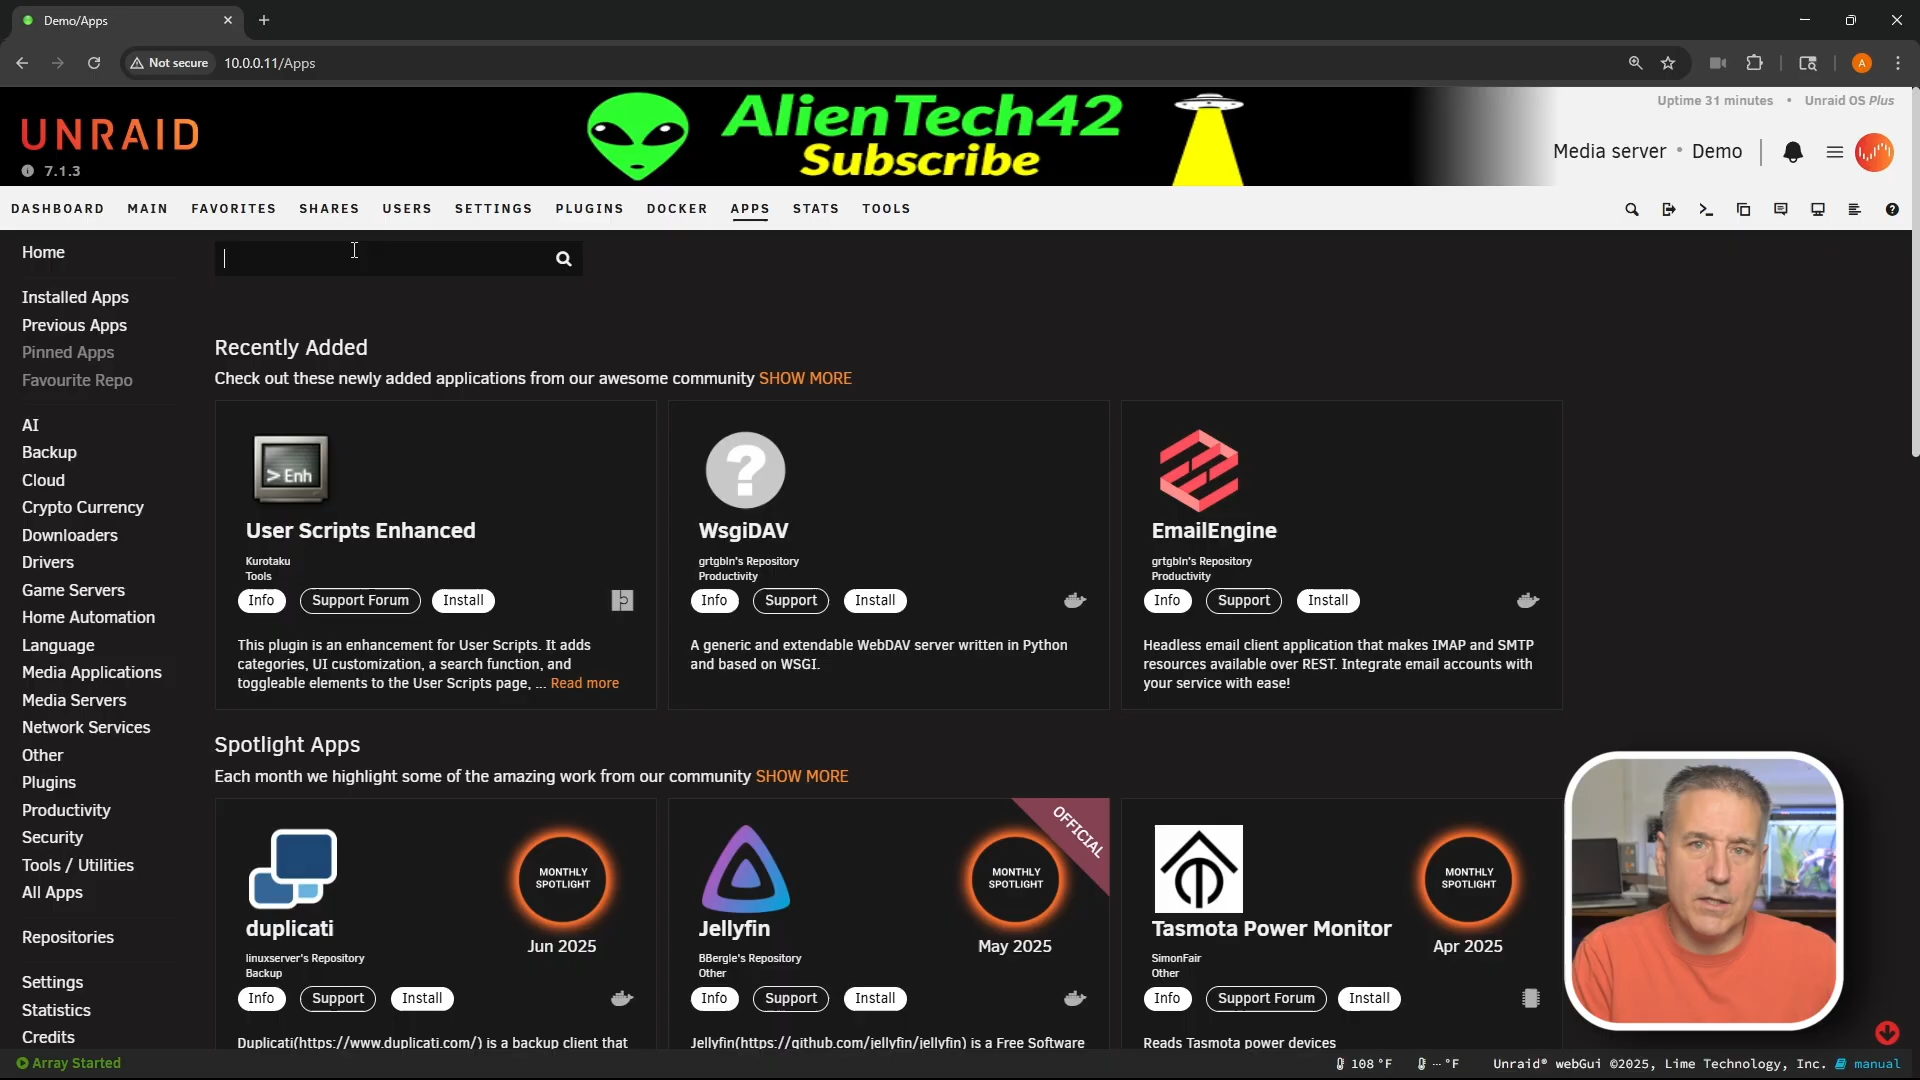 Demo/Apps
Not secure 10.0.0.11/Apps
A
UNRAID
7.1.3
AlienTech42
Subscribe
Uptime 31 minutes • Unraid OS Plus
Media server • Demo
DASHBOARD MAIN FAVORITES SHARES USERS SETTINGS PLUGINS DOCKER APPS STATS TOOLS
Home
Installed Apps
Previous Apps
Pinned Apps
Favourite Repo
AI
Backup
Cloud
Crypto Currency
Downloaders
Drivers
Game Servers
Home Automation
Language
Media Applications
Media Servers
Network Services
Other
Plugins
Productivity
Security
Tools / Utilities
All Apps
Repositories
Settings
Statistics
Credits
Recently Added
Check out these newly added applications from our awesome community SHOW MORE
>Enh
User Scripts Enhanced
Kurotaku
Tools
Info Support Forum Install
This plugin is an enhancement for User Scripts. It adds
categories, UI customization, a search function, and
toggleable elements to the User Scripts page, ... Read more
?
WsgiDAV
grtgbln's Repository
Productivity
Info Support Install
A generic and extendable WebDAV server written in Python
and based on WSGI.
EmailEngine
grtgbln's Repository
Productivity
Info Support Install
Headless email client application that makes IMAP and SMTP
resources available over REST. Integrate email accounts with
your service with ease!
Spotlight Apps
Each month we highlight some of the amazing work from our community SHOW MORE
MONTHLY
SPOTLIGHT
duplicati
Jun 2025
linuxserver's Repository
Backup
Info Support Install
Duplicati(https://www.duplicati.com/) is a backup client that
OFFICIAL
MONTHLY
SPOTLIGHT
Jellyfin
May 2025
BBergle's Repository
Other
Info Support Install
Jellyfin(https://github.com/jellyfin/jellyfin) is a Free Software
MONTHLY
SPOTLIGHT
Tasmota Power Monitor
Apr 2025
SimonFair
Other
Info Support Forum Install
Reads Tasmota power devices
Array Started
108 °F -- °F Unraid® webGui ©2025, Lime Technology, Inc. manual